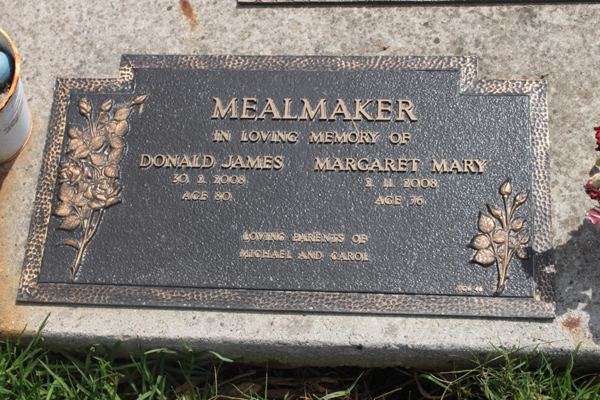 MEALMAKER
IN LOVING MEMORY OF
DONALD JAMES MARGARET MARY
30. 2. 2008 2. 11. 2008
AGE 80 AGE 76
LOVING PARENTS OF
MICHAEL AND CAROL